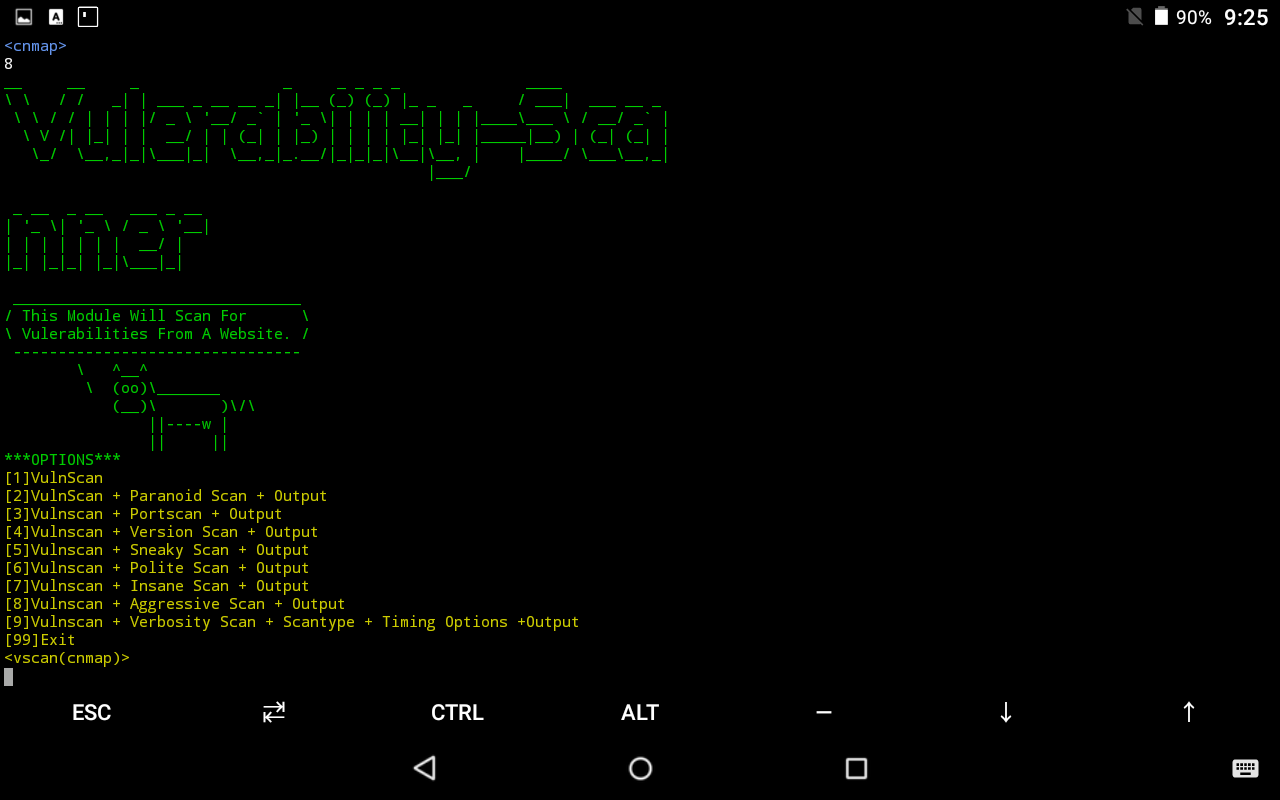 90% 9:25
<cnmap>
8
Vulerabiity-Sca
nner
/ This Module Will Scan For \
\ Vulerabilities From A Website. /
-------------------------------
\ ^__^
\ (oo)\_______
(__)\ )\/\
||----w |
|| ||
***OPTIONS***
[1]VulnScan
[2]VulnScan + Paranoid Scan + Output
[3]Vulnscan + Portscan + Output
[4]Vulnscan + Version Scan + Output
[5]Vulnscan + Sneaky Scan + Output
[6]Vulnscan + Polite Scan + Output
[7]Vulnscan + Insane Scan + Output
[8]Vulnscan + Aggressive Scan + Output
[9]Vulnscan + Verbosity Scan + Scantype + Timing Options +Output
[99]Exit
<vscan(cnmap)>
ESC ⇄ CTRL ALT – ↓ ↑